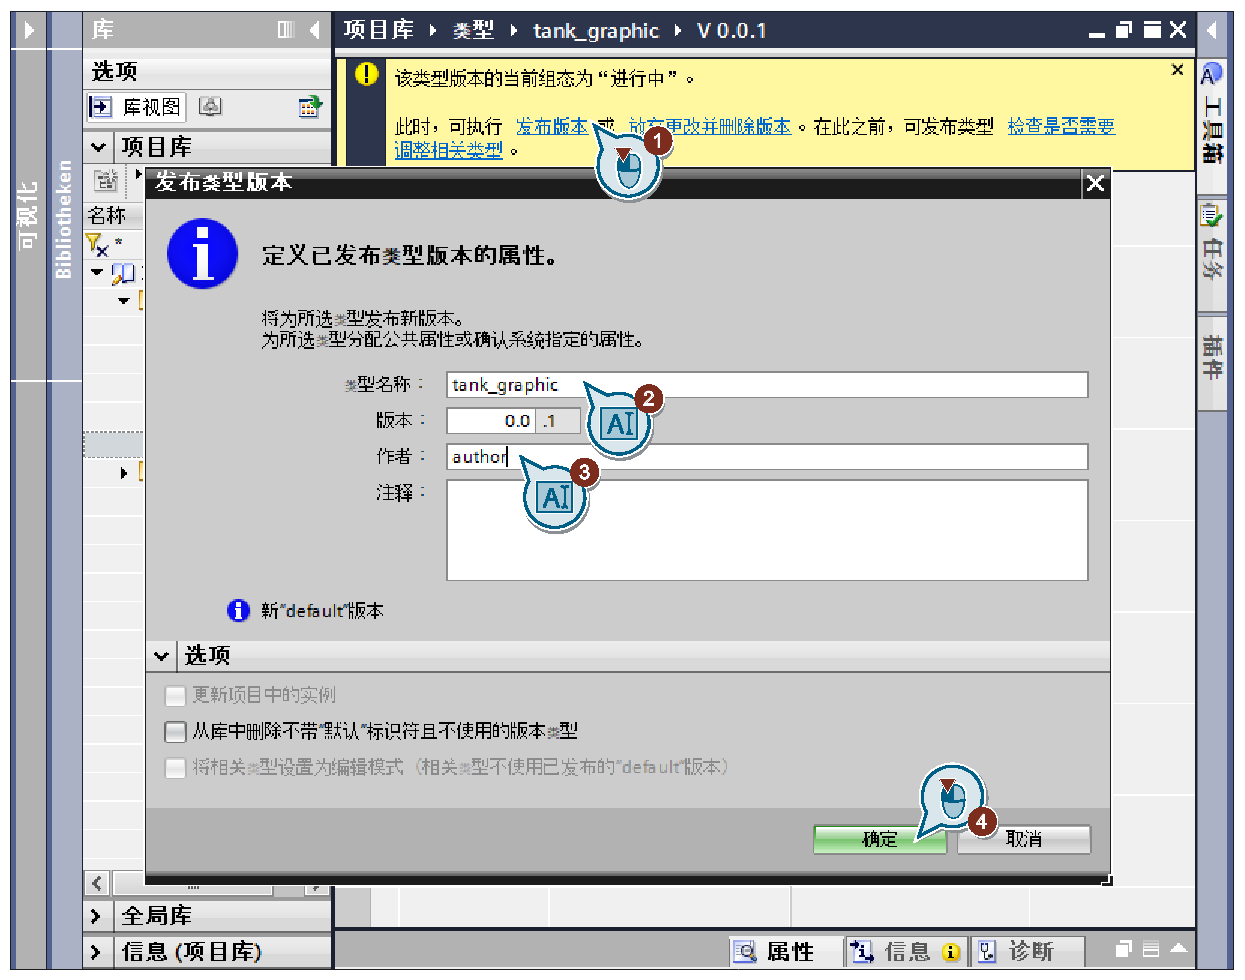 库
项目库 ▸ 类型 ▸ tank_graphic ▸ V 0.0.1
选项
库视图
项目库
名称
*
可视化
Bibliotheken
该类型版本的当前组态为“进行中”。
此时，可执行 发布版本 或 放弃更改并删除版本。在此之前，可发布类型 检查是否需要
调整相关类型。
1
发布类型版本
定义已发布类型版本的属性。
将为所选类型发布新版本。
为所选类型分配公共属性或确认系统指定的属性。
类型名称：
tank_graphic
2
版本：
0.0 .1
AI
作者：
author
3
AI
注释：
新"default"版本
选项
更新项目中的实例
从库中删除不带"默认"标识符且不使用的版本类型
将相关类型设置为编辑模式（相关类型不使用已发布的"default"版本）
4
确定
取消
全局库
信息 (项目库)
属性
信息
诊断
工具箱
任务
插件